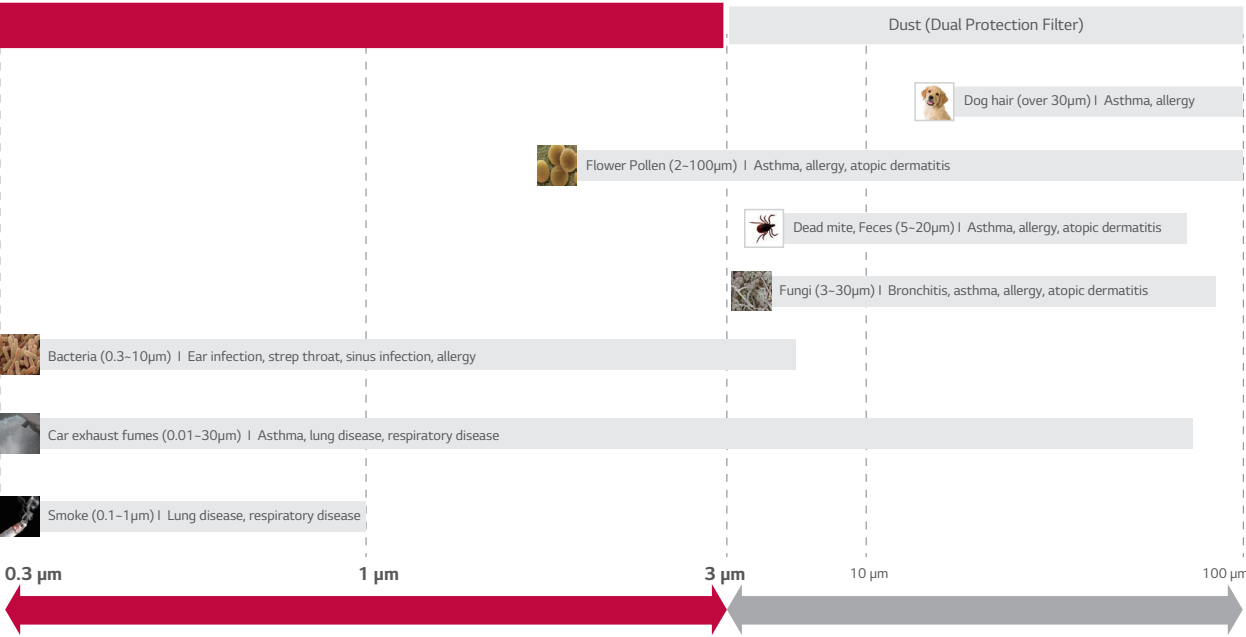 Dust (Dual Protection Filter)
Dog hair (over 30µm) I Asthma, allergy
Flower Pollen (2~100µm) I Asthma, allergy, atopic dermatitis
Dead mite, Feces (5~20µm) I Asthma, allergy, atopic dermatitis
Fungi (3~30µm) I Bronchitis, asthma, allergy, atopic dermatitis
Bacteria (0.3~10µm) I Ear infection, strep throat, sinus infection, allergy
Car exhaust fumes (0.01~30µm) I Asthma, lung disease, respiratory disease
Smoke (0.1~1µm) I Lung disease, respiratory disease
0.3 µm 1 µm 3 µm 10 µm 100 µm